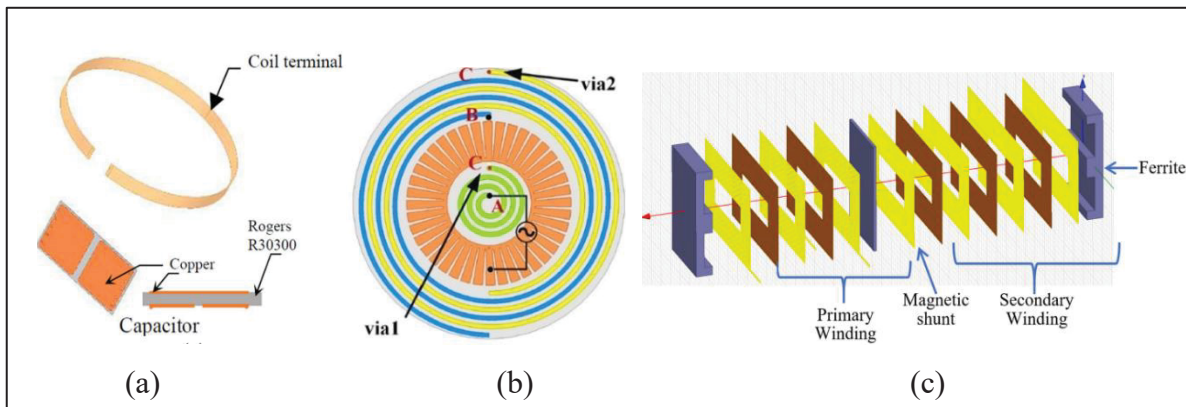 Coil terminal
Rogers
R30300
Copper
Capacitor
(a)
C
via2
B
C
A
via1
(b)
Ferrite
Primary
Winding
Magnetic
shunt
Secondary
Winding
(c)